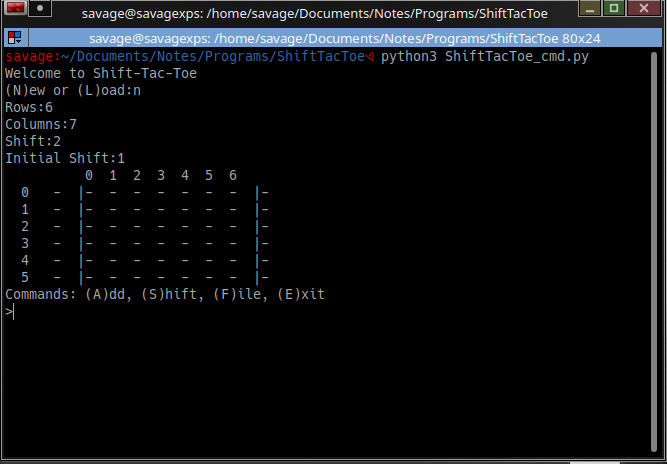 savage@savagexps: /home/savage/Documents/Notes/Programs/ShiftTacToe
savage@savagexps: /home/savage/Documents/Notes/Programs/ShiftTacToe 80x24
savage:~/Documents/Notes/Programs/ShiftTacToe⊲ python3 ShiftTacToe_cmd.py
Welcome to Shift-Tac-Toe
(N)ew or (L)oad:n
Rows:6
Columns:7
Shift:2
Initial Shift:1
          0  1  2  3  4  5  6
  0   -  |-  -  -  -  -  -  -  |-
  1   -  |-  -  -  -  -  -  -  |-
  2   -  |-  -  -  -  -  -  -  |-
  3   -  |-  -  -  -  -  -  -  |-
  4   -  |-  -  -  -  -  -  -  |-
  5   -  |-  -  -  -  -  -  -  |-
Commands: (A)dd, (S)hift, (F)ile, (E)xit
>